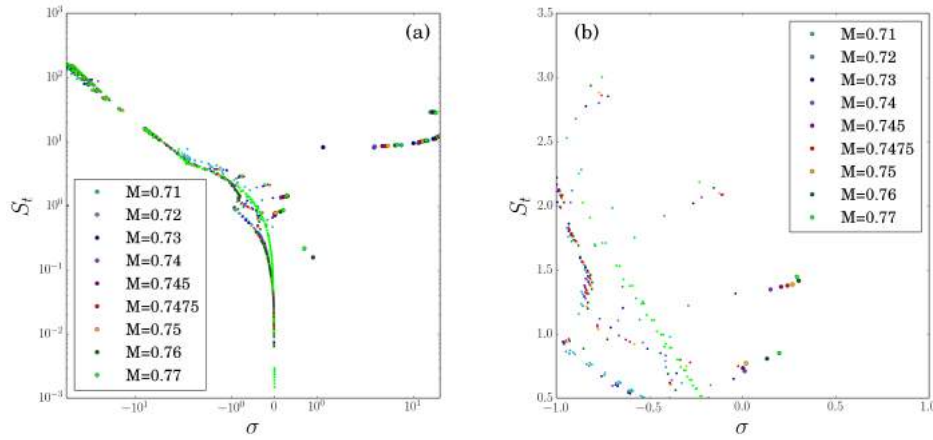 (a)
10³
10²
10¹
10⁰
10⁻¹
10⁻²
10⁻³
S_t
M=0.71
M=0.72
M=0.73
M=0.74
M=0.745
M=0.7475
M=0.75
M=0.76
M=0.77
−10¹
−10⁰
0
10⁰
10¹
σ
(b)
3.5
3.0
2.5
2.0
1.5
1.0
0.5
S_t
M=0.71
M=0.72
M=0.73
M=0.74
M=0.745
M=0.7475
M=0.75
M=0.76
M=0.77
−1.0
−0.5
0.0
0.5
1.0
σ